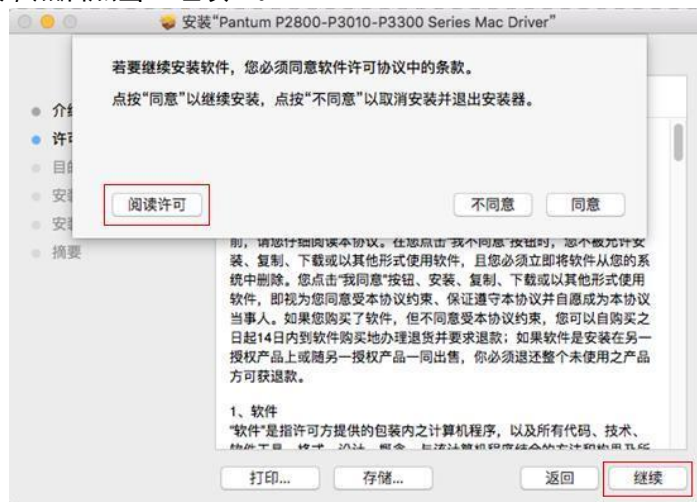 安装“Pantum P2800-P3010-P3300 Series Mac Driver”
若要继续安装软件，您必须同意软件许可协议中的条款。
点按“同意”以继续安装，点按“不同意”以取消安装并退出安装器。
阅读许可
不同意
同意
介
许
目
安
安
摘要
前，请您仔细阅读本协议。在您点击“我不同意”按钮时，您不被允许安
装、复制、下载或以其他形式使用软件，且您必须立即将软件从您的系
统中删除。您点击“我同意”按钮、安装、复制、下载或以其他形式使用
软件，即视为您同意受本协议约束、保证遵守本协议并自愿成为本协议
当事人。如果您购买了软件，但不同意受本协议约束，您可以自购买之
日起14日内到软件购买地办理退货并要求退款；如果软件是安装在另一
授权产品上或随另一授权产品一同出售，你必须退还整个未使用之产品
方可获退款。
1、软件
“软件”是指许可方提供的包装内之计算机程序，以及所有代码、技术、
打印...
存储...
返回
继续